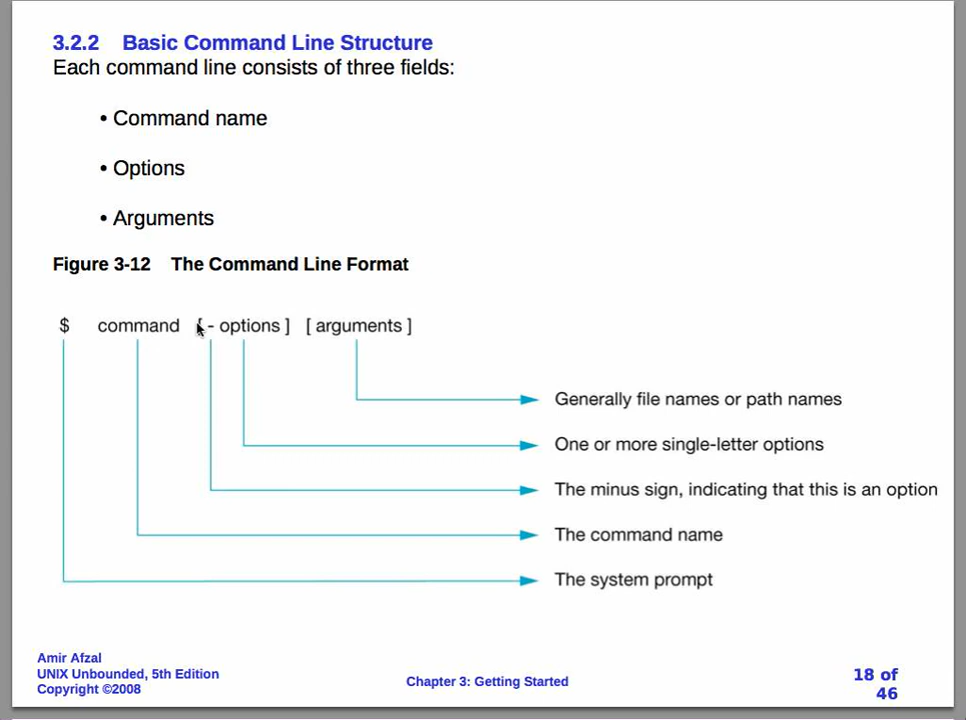 3.2.2 Basic Command Line Structure
Each command line consists of three fields:
• Command name
• Options
• Arguments
Figure 3-12 The Command Line Format
$ command [ - options ] [ arguments ]
Generally file names or path names
One or more single-letter options
The minus sign, indicating that this is an option
The command name
The system prompt
Amir Afzal
UNIX Unbounded, 5th Edition
Copyright ©2008
Chapter 3: Getting Started
18 of
46